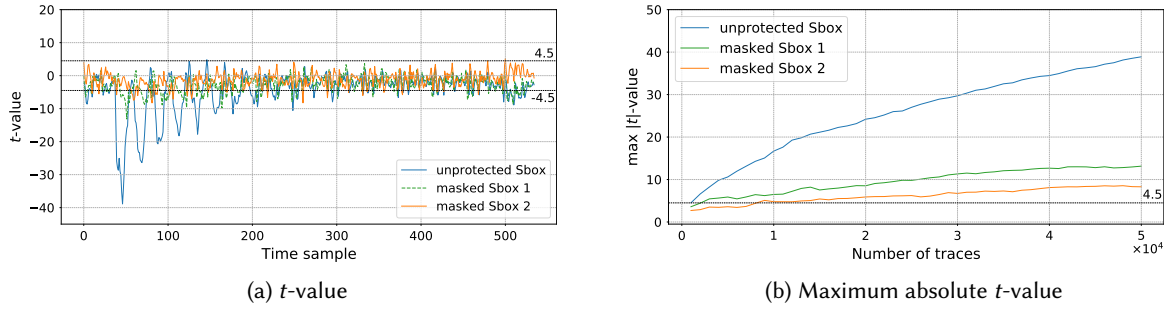 20
10
0
−10
−20
−30
−40
t-value
4.5
-4.5
unprotected Sbox
masked Sbox 1
masked Sbox 2
0
100
200
300
400
500
Time sample
(a) t-value
50
40
30
20
10
0
max |t|-value
unprotected Sbox
masked Sbox 1
masked Sbox 2
4.5
0
1
2
3
4
5
×10⁴
Number of traces
(b) Maximum absolute t-value